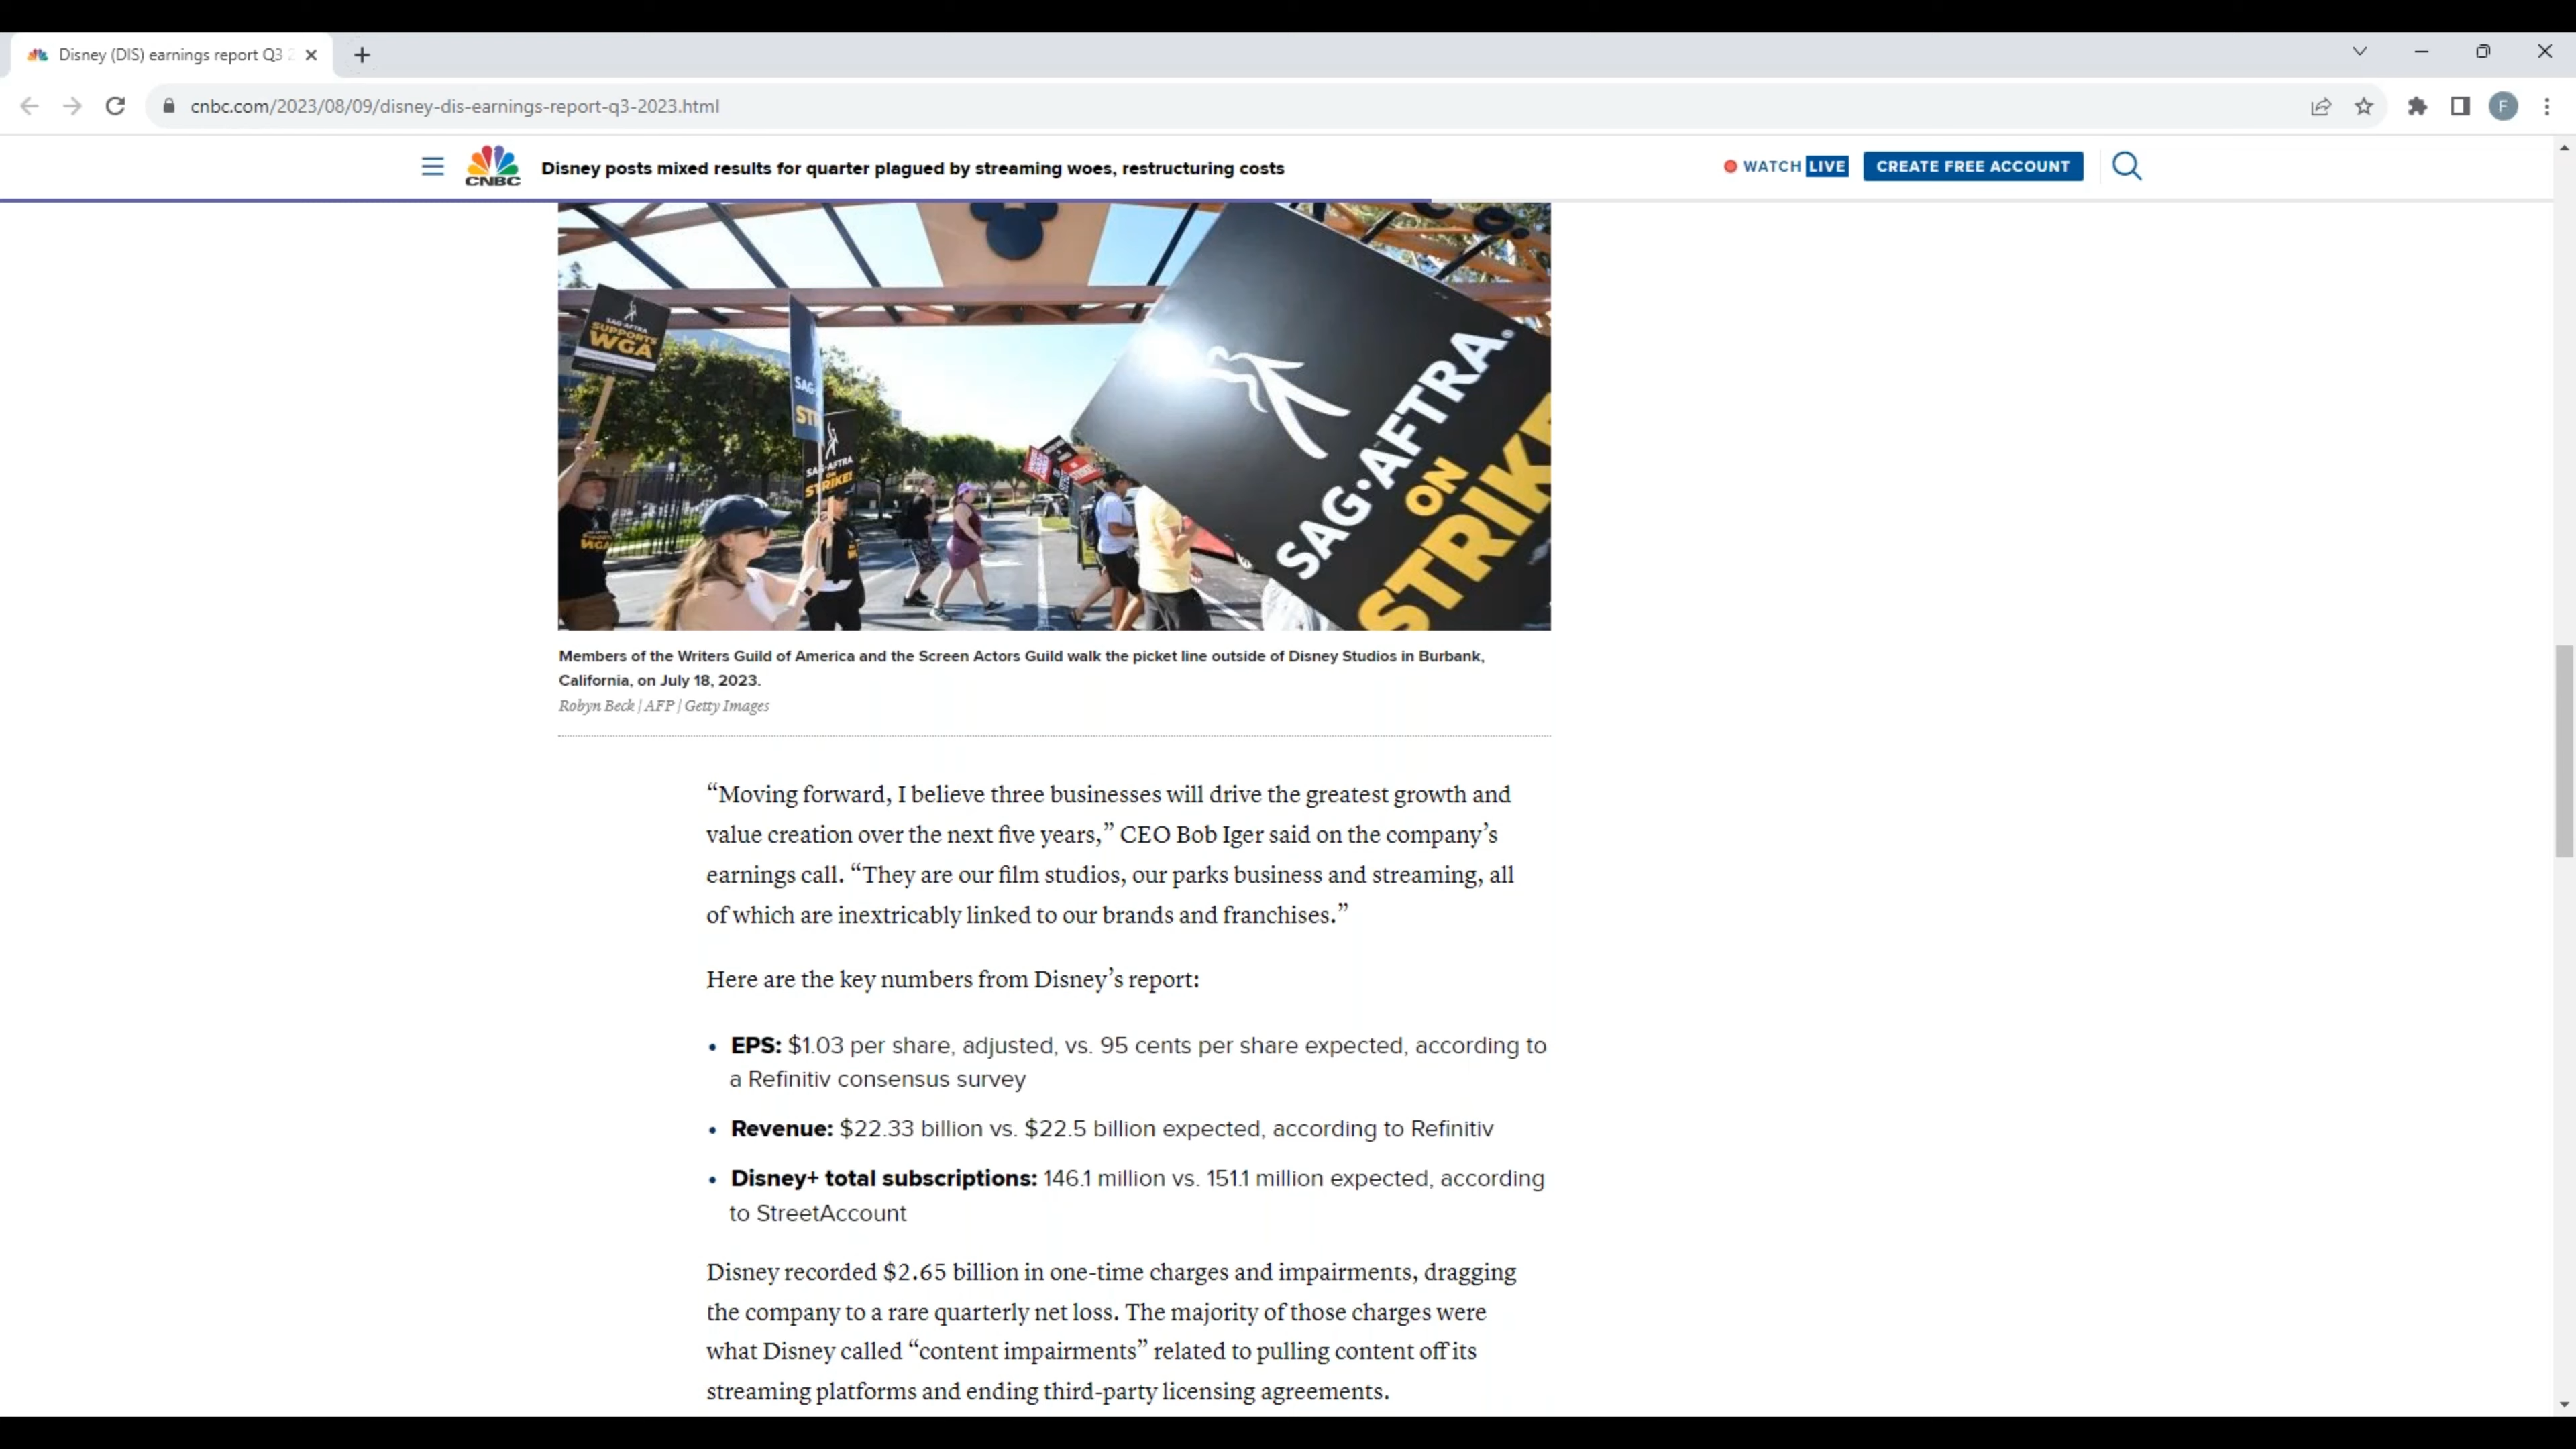 Disney (DIS) earnings report Q3 2
cnbc.com/2023/08/09/disney-dis-earnings-report-q3-2023.html
F
CNBC
Disney posts mixed results for quarter plagued by streaming woes, restructuring costs
WATCH LIVE
CREATE FREE ACCOUNT
SAG·AFTRA
SUPPORTS
WGA
SAG
ST
SAG·AFTRA
ON
STRIKE!
WGA
SAG·AFTRA®
ON
STRIKE
Members of the Writers Guild of America and the Screen Actors Guild walk the picket line outside of Disney Studios in Burbank,
California, on July 18, 2023.
Robyn Beck | AFP | Getty Images
“Moving forward, I believe three businesses will drive the greatest growth and
value creation over the next five years,” CEO Bob Iger said on the company’s
earnings call. “They are our film studios, our parks business and streaming, all
of which are inextricably linked to our brands and franchises.”
Here are the key numbers from Disney’s report:
• EPS: $1.03 per share, adjusted, vs. 95 cents per share expected, according to
a Refinitiv consensus survey
• Revenue: $22.33 billion vs. $22.5 billion expected, according to Refinitiv
• Disney+ total subscriptions: 146.1 million vs. 151.1 million expected, according
to StreetAccount
Disney recorded $2.65 billion in one-time charges and impairments, dragging
the company to a rare quarterly net loss. The majority of those charges were
what Disney called “content impairments” related to pulling content off its
streaming platforms and ending third-party licensing agreements.